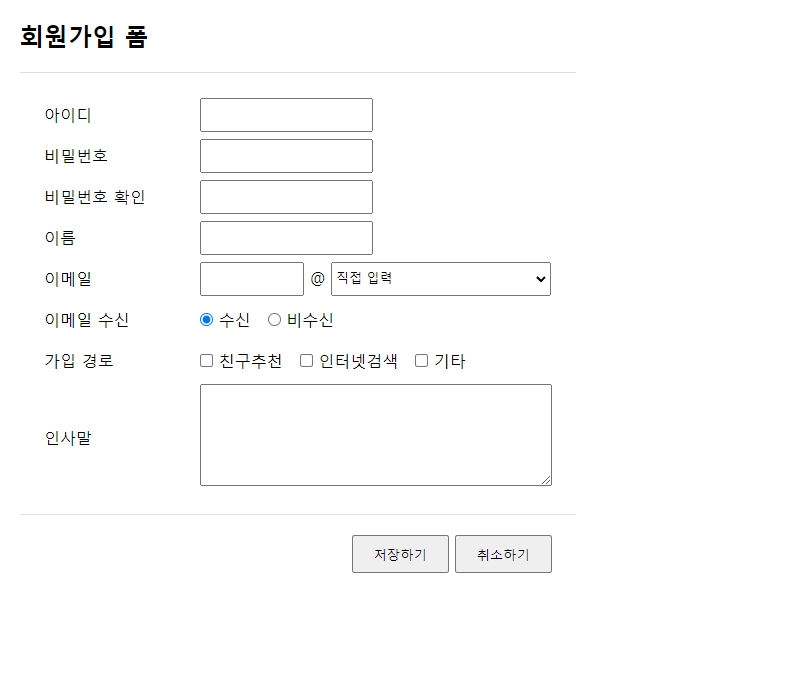 회원가입 폼
아이디
비밀번호
비밀번호 확인
이름
이메일 @ 직접 입력
이메일 수신 수신 비수신
가입 경로 친구추천 인터넷검색 기타
인사말
저장하기 취소하기